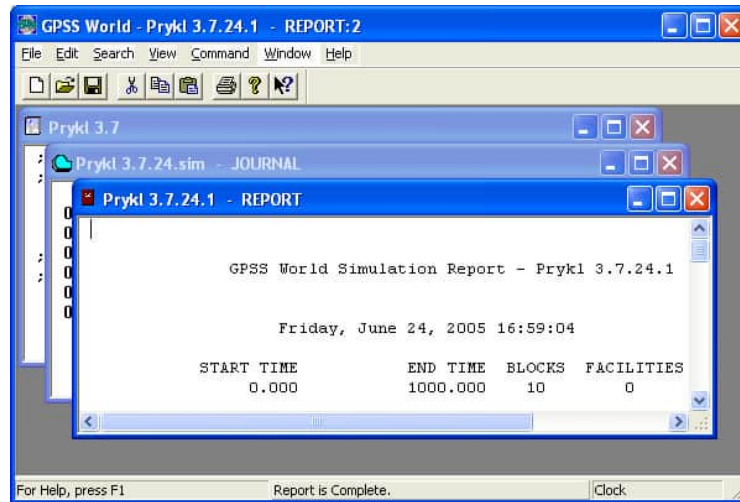 GPSS World - Prykl 3.7.24.1 - REPORT:2
File Edit Search View Command Window Help
Prykl 3.7
Prykl 3.7.24.sim - JOURNAL
Prykl 3.7.24.1 - REPORT
GPSS World Simulation Report - Prykl 3.7.24.1
Friday, June 24, 2005 16:59:04
START TIME END TIME BLOCKS FACILITIES
0.000 1000.000 10 0
For Help, press F1 Report is Complete. Clock